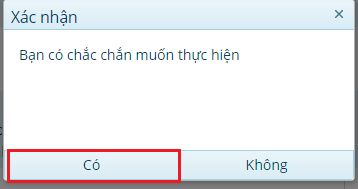 Xác nhận
Bạn có chắc chắn muốn thực hiện
Có
Không